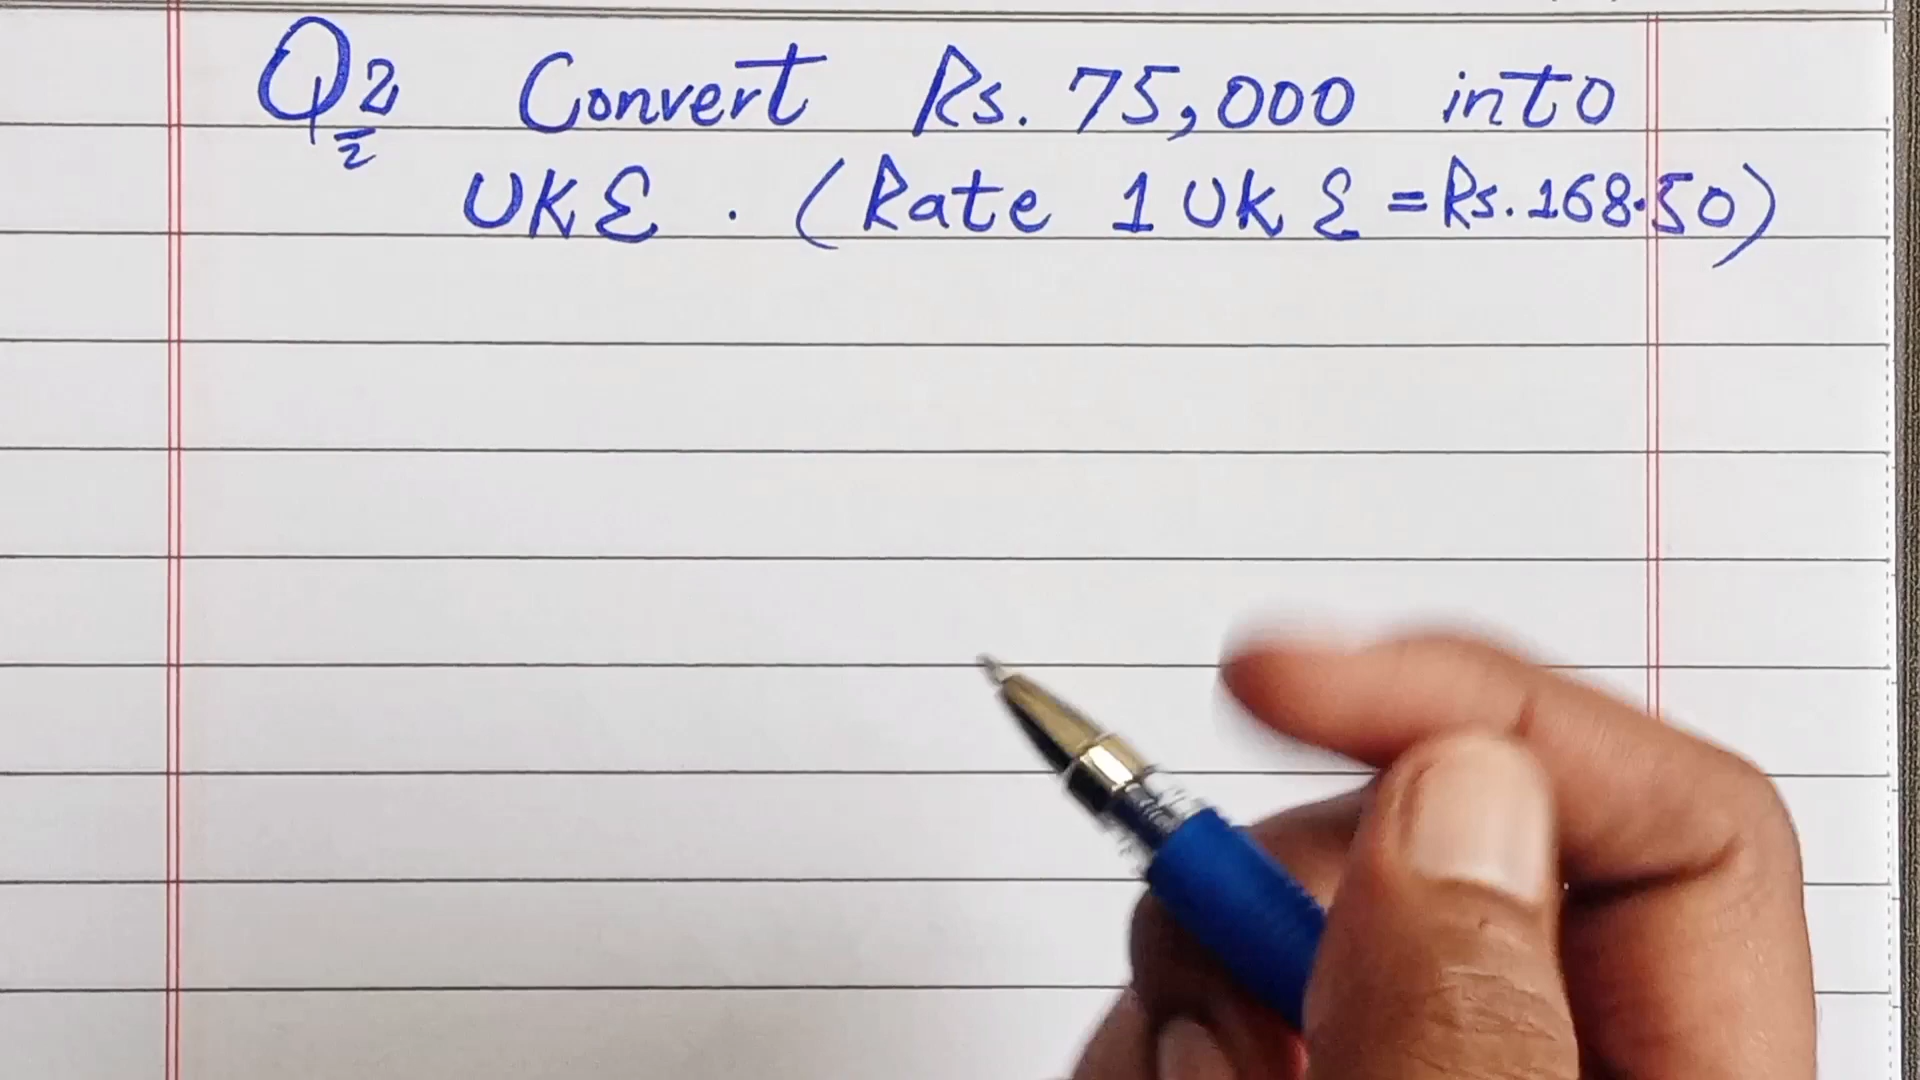 Q2 Convert Rs. 75,000 into
UK £ . (Rate 1 UK £ = Rs. 168.50)